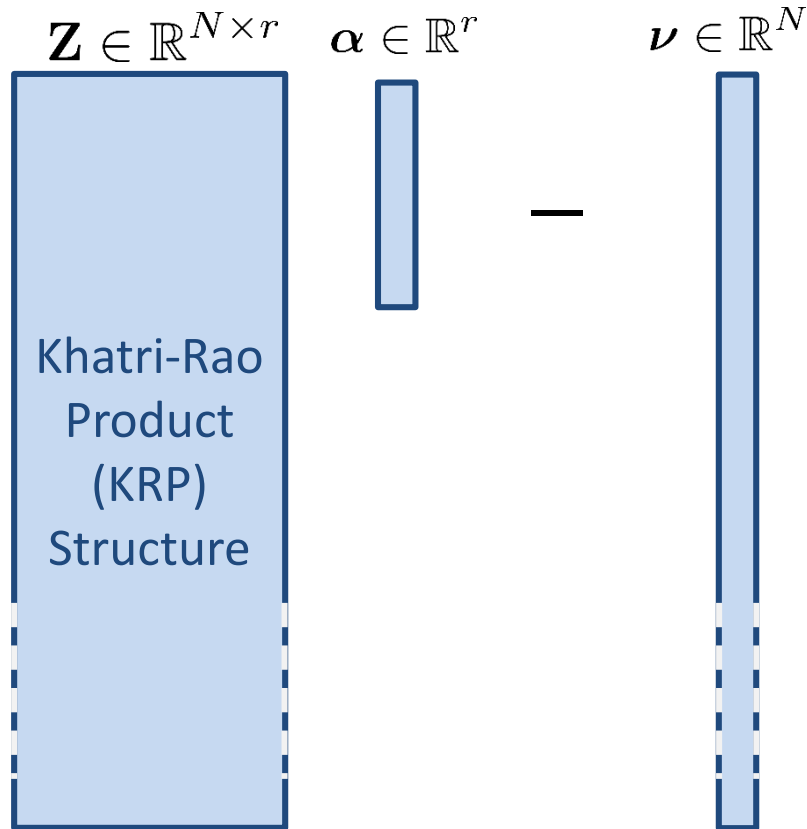 𝐙 ∈ ℝ^{N×r} 𝜶 ∈ ℝ^r 𝝂 ∈ ℝ^N
−
Khatri-Rao
Product
(KRP)
Structure